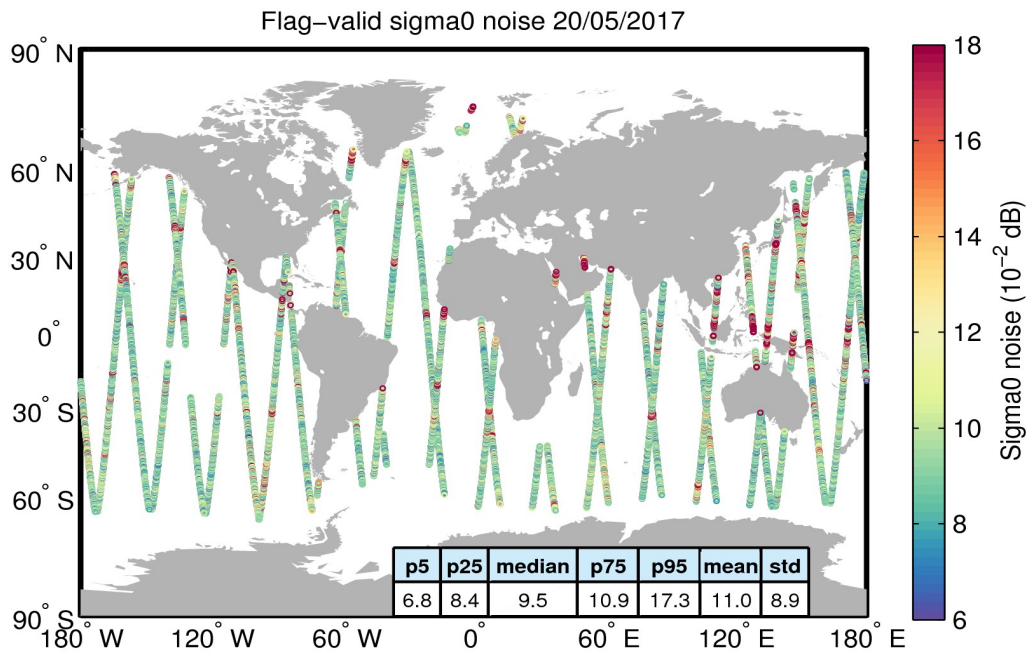 Flag−valid sigma0 noise 20/05/2017
90° N
60° N
30° N
0°
30° S
60° S
90° S
180° W 120° W 60° W 0° 60° E 120° E 180° E
p5 p25 median p75 p95 mean std
6.8 8.4 9.5 10.9 17.3 11.0 8.9
18
16
14
12
10
8
6
Sigma0 noise (10⁻² dB)